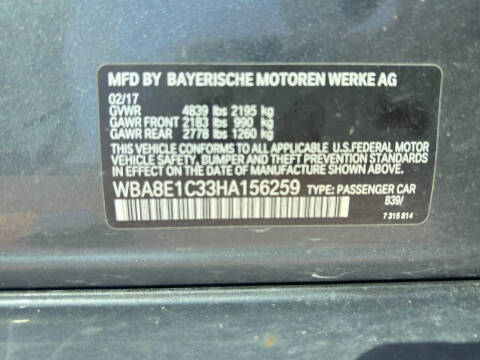 MFD BY BAYERISCHE MOTOREN WERKE AG
02/17
GVWR 4839 lbs 2195 kg
GAWR FRONT 2183 lbs 990 kg
GAWR REAR 2778 lbs 1260 kg
THIS VEHICLE CONFORMS TO ALL APPLICABLE U.S.FEDERAL MOTOR
VEHICLE SAFETY, BUMPER AND THEFT PREVENTION STANDARDS
IN EFFECT ON THE DATE OF MANUFACTURE SHOWN ABOVE.
WBA8E1C33HA156259 TYPE: PASSENGER CAR
B39/
7 315 814